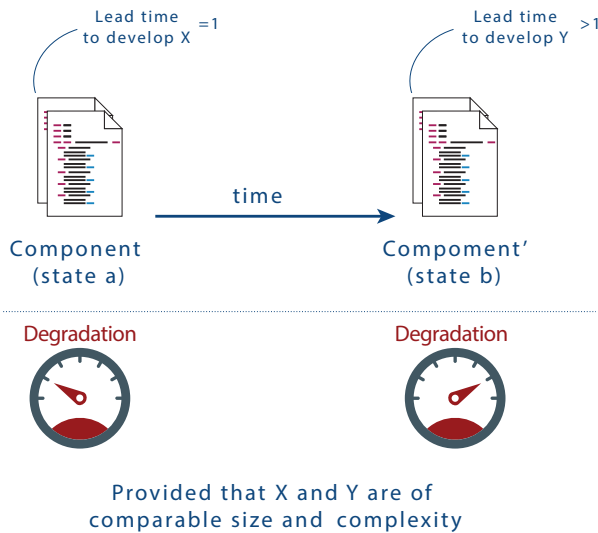 Lead time
to develop X =1
Lead time
to develop Y >1
time
Component
(state a)
Compoment'
(state b)
Degradation
Degradation
Provided that X and Y are of
comparable size and complexity